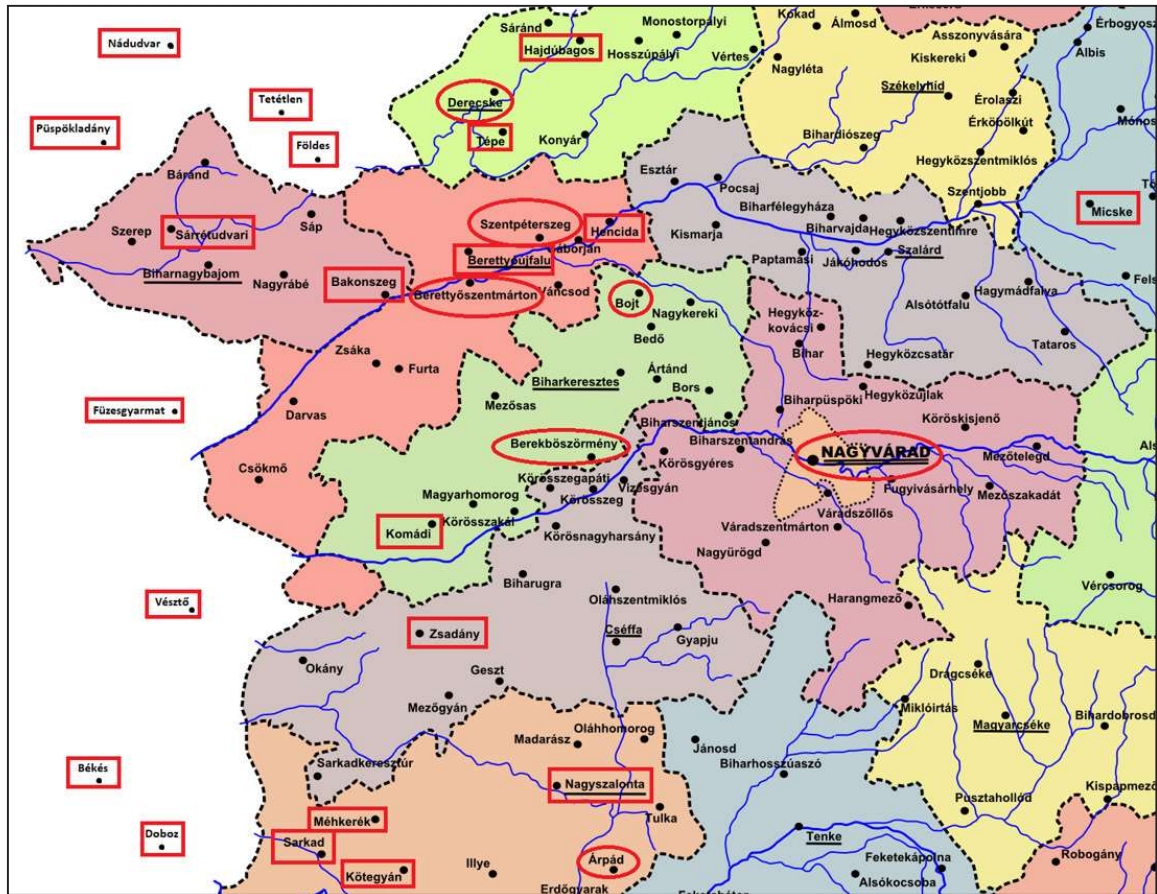 Kokad
Álmosd
Érbogyosz
Sáránd
Monostorpályi
Nádudvar
Hajdúbagos
Hosszúpályi
Asszonyvására
Albis
Vértes
Kiskereki
Nagyléta
Székelyhíd
Derecske
Érolaszi
Tetétlen
Érköbölkút
Püspökladány
Tépe
Konyár
Bihardiószeg
Földes
Hegyközszentmiklós
Báránd
Esztár
Pocsaj
Szentjobb
Biharfélegyháza
Micske
Szerep
Sárrétudvari
Sáp
Szentpéterszeg
Hencida
Kismarja
Biharvajda
Hegyközszentimre
Berettyóújfalu
Paptamási
Jákóhodos
Szalárd
Biharnagybajom
Nagyrábé
Bakonszeg
Berettyószentmárton
Váncsod
Bojt
Nagykereki
Alsótótfalu
Hagymádfalva
Hegyköz-
kovácsi
Bedő
Bihar
Tataros
Zsáka
Furta
Hegyközcsatár
Biharkeresztes
Ártánd
Bors
Hegyközújlak
Füzesgyarmat
Darvas
Mezősas
Biharpüspöki
Biharszentjános
Köröskisjenő
Berekböszörmény
Biharszentandrás
NAGYVÁRAD
Mezőtelegd
Csökmő
Körösgyéres
Körösszegapáti
Vizesgyán
Fugyivásárhely
Mezőszakadát
Magyarhomorog
Körösszeg
Váradszőllős
Komádi
Körösszakál
Körösnagyharsány
Váradszentmárton
Nagyürögd
Biharugra
Vércsorog
Vésztő
Oláhszentmiklós
Harangmező
Zsadány
Cséffa
Gyapju
Okány
Geszt
Drágcséke
Mezőgyán
Miklóirtás
Magyarcséke
Bihardobrosd
Oláhhomorog
Madarász
Jánosd
Sarkadkeresztúr
Biharhosszúaszó
Békés
Nagyszalonta
Kispapmező
Pusztahollód
Méhkerék
Tulka
Doboz
Sarkad
Tenke
Kötegyán
Illye
Árpád
Feketekápolna
Robogány
Erdőgyarak
Alsókocsoba